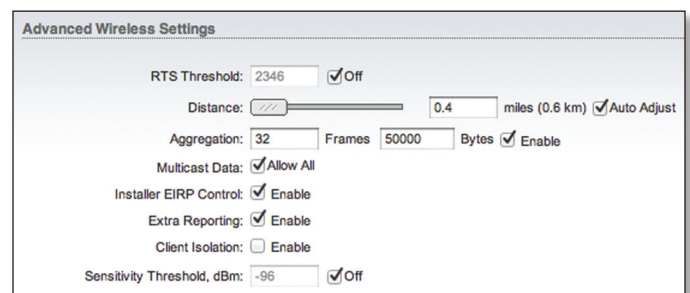 Advanced Wireless Settings
RTS Threshold: 2346 Off
Distance: 0.4 miles (0.6 km) Auto Adjust
Aggregation: 32 Frames 50000 Bytes Enable
Multicast Data: Allow All
Installer EIRP Control: Enable
Extra Reporting: Enable
Client Isolation: Enable
Sensitivity Threshold, dBm: -96 Off